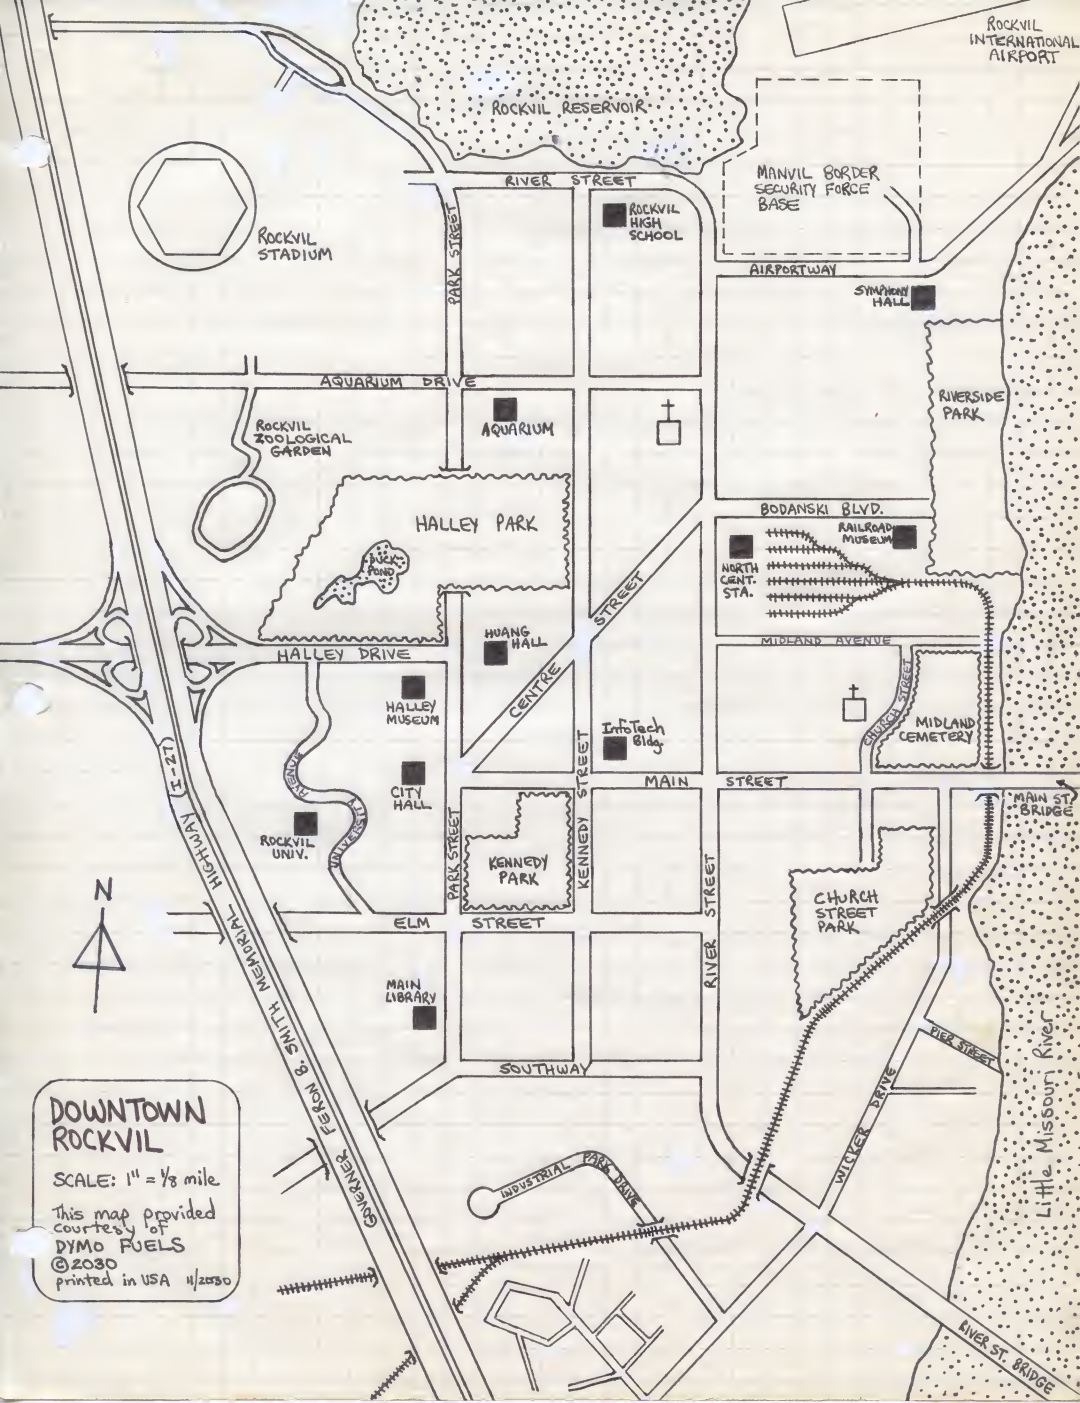 ROCKVIL
INTERNATIONAL
AIRPORT
ROCKVIL RESERVOIR
MANVIL BORDER
SECURITY FORCE
BASE
RIVER STREET
ROCKVIL
HIGH
SCHOOL
PARK STREET
ROCKVIL
STADIUM
AIRPORTWAY
SYMPHONY
HALL
AQUARIUM DRIVE
RIVERSIDE
PARK
AQUARIUM
ROCKVIL
ZOOLOGICAL
GARDEN
HALLEY PARK
BODANSKI BLVD.
RAILROAD
MUSEUM
DUCK
POND
NORTH
CENT.
STA.
HUANG
HALL
MIDLAND AVENUE
HALLEY DRIVE
CENTRE STREET
CHURCH STREET
HALLEY
MUSEUM
MIDLAND
CEMETERY
InfoTech
Bldg.
KENNEDY STREET
CITY
HALL
MAIN STREET
MAIN ST.
BRIDGE
UNIVERSITY AVENUE
ROCKVIL
UNIV.
PARK STREET
KENNEDY
PARK
RIVER STREET
CHURCH
STREET
PARK
N
ELM STREET
MAIN
LIBRARY
GOVERNER FERON B. SMITH MEMORIAL HIGHWAY (I-27)
SOUTHWAY
PIER STREET
Little Missouri River
WICKER DRIVE
INDUSTRIAL PARK DRIVE
RIVER ST. BRIDGE
DOWNTOWN
ROCKVIL
SCALE: 1" = 1/8 mile
This map provided
courtesy of
DYMO FUELS
©2030
printed in USA 11/2030